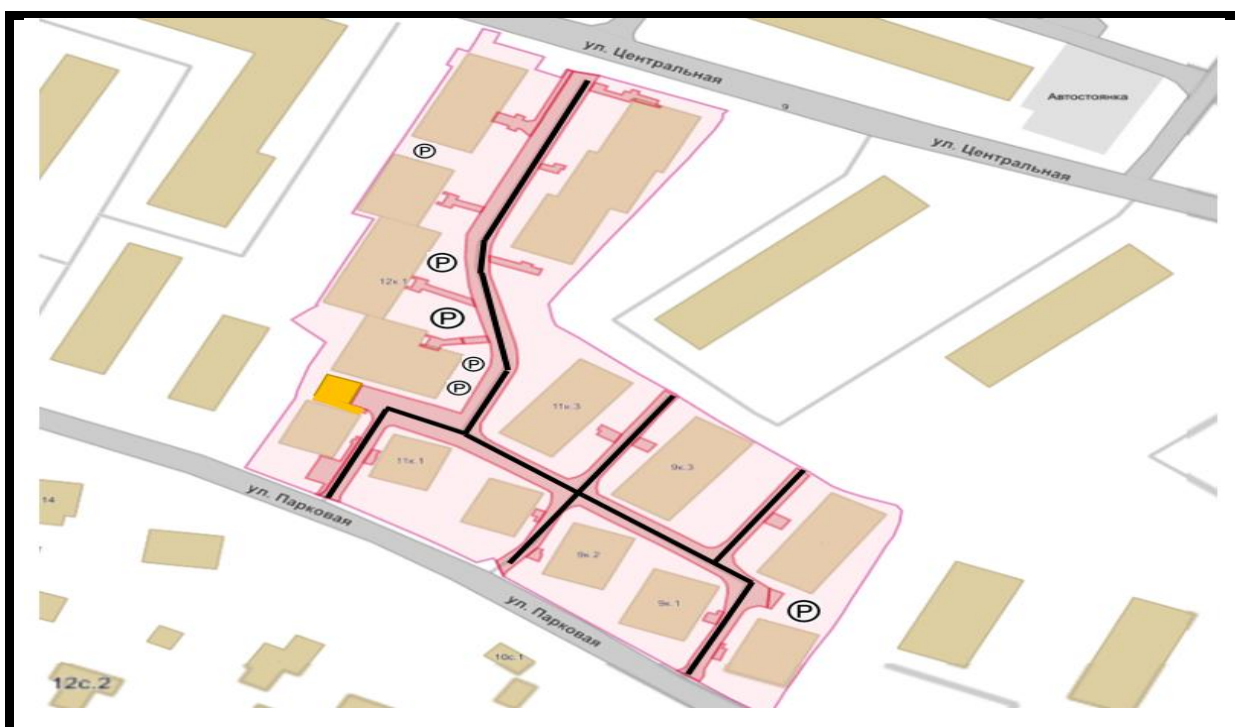 ул. Центральная
Автостоянка
9
ул. Центральная
P
12к.1
P
P
P
P
11к.3
11к.1
9к.3
14
ул. Парковая
9к.2
9к.1
P
ул. Парковая
10с.1
12с.2